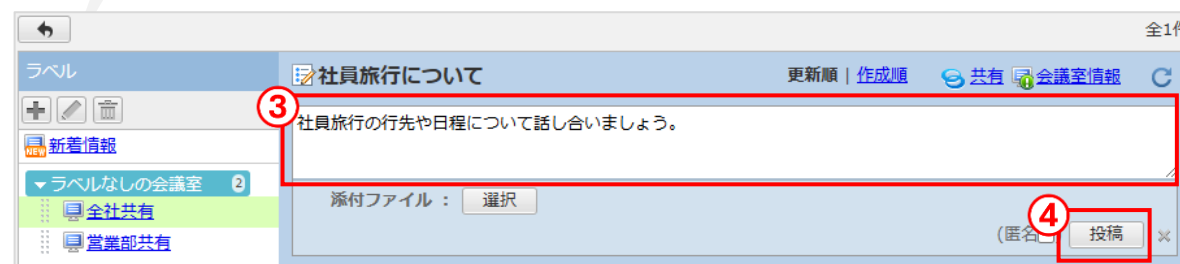 全1件
ラベル
社員旅行について 更新順 | 作成順 共有 会議室情報
③
社員旅行の行先や日程について話し合いましょう。
NEW 新着情報
ラベルなしの会議室 2
添付ファイル : 選択
全社共有
④
(匿名 投稿
営業部共有